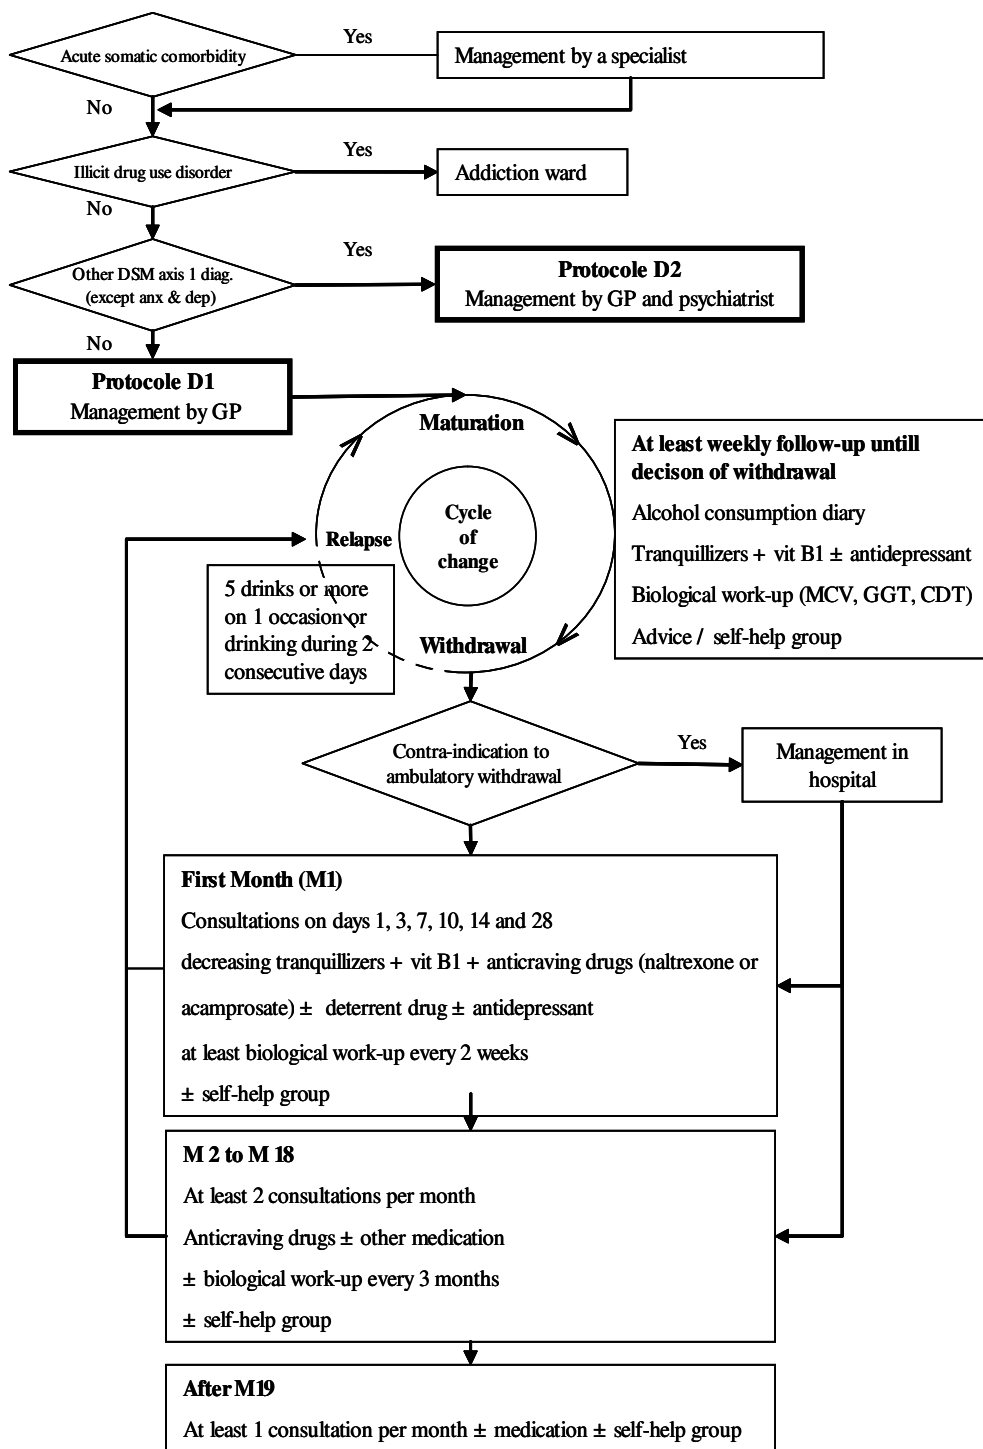 Acute somatic comorbidity
Yes
Management by a specialist
No
Illicit drug use disorder
Yes
Addiction ward
No
Other DSM axis 1 diag.
(except anx & dep)
Yes
Protocole D2
Management by GP and psychiatrist
No
Protocole D1
Management by GP
Maturation
Cycle
of
change
Relapse
Withdrawal
At least weekly follow-up untill
decison of withdrawal
Alcohol consumption diary
Tranquillizers + vit B1 ± antidepressant
Biological work-up (MCV, GGT, CDT)
Advice / self-help group
5 drinks or more
on 1 occasion or
drinking during 2
consecutive days
Contra-indication to
ambulatory withdrawal
Yes
Management in
hospital
First Month (M1)
Consultations on days 1, 3, 7, 10, 14 and 28
decreasing tranquillizers + vit B1 + anticraving drugs (naltrexone or
acamprosate) ± deterrent drug ± antidepressant
at least biological work-up every 2 weeks
± self-help group
M 2 to M 18
At least 2 consultations per month
Anticraving drugs ± other medication
± biological work-up every 3 months
± self-help group
After M19
At least 1 consultation per month ± medication ± self-help group